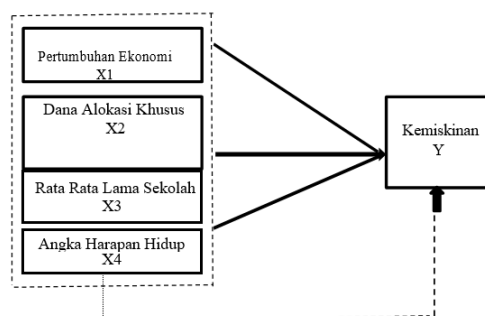 Pertumbuhan Ekonomi
X1
Dana Alokasi Khusus
X2
Rata Rata Lama Sekolah
X3
Angka Harapan Hidup
X4
Kemiskinan
Y